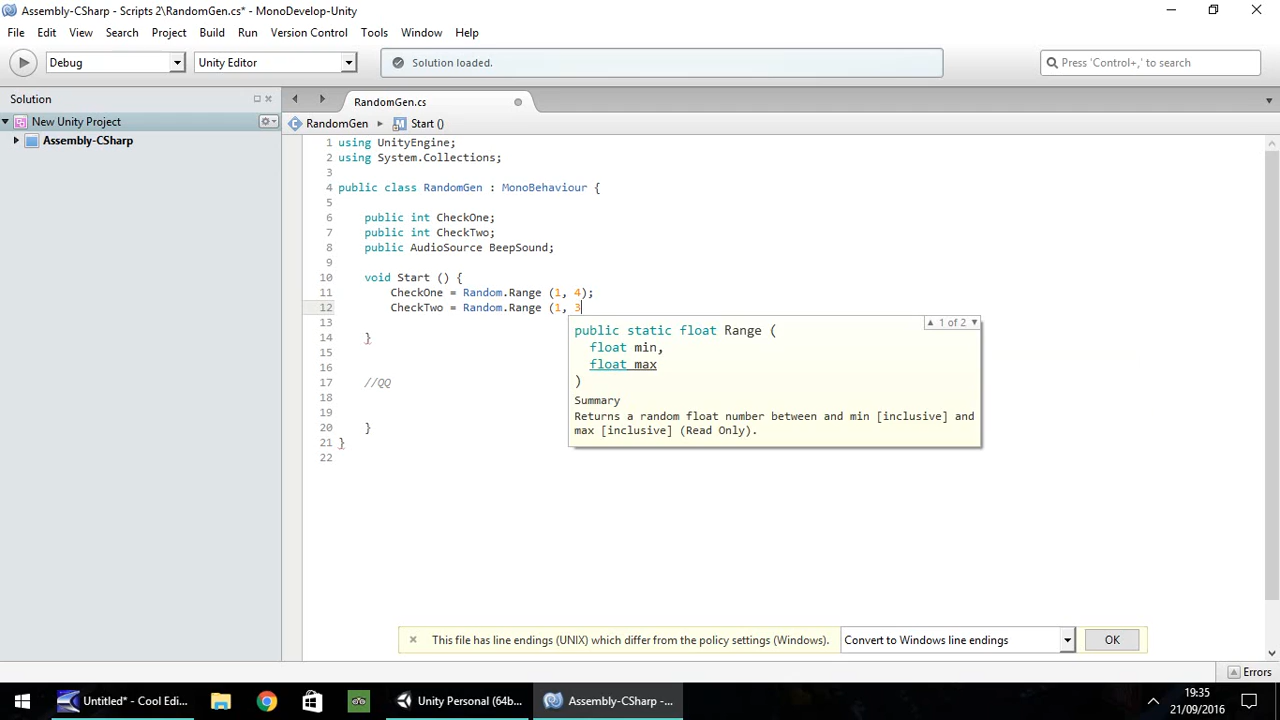 Assembly-CSharp - Scripts 2\RandomGen.cs* - MonoDevelop-Unity
File Edit View Search Project Build Run Version Control Tools Window Help
Debug Unity Editor Solution loaded. Press 'Control+,' to search
Solution RandomGen.cs
New Unity Project RandomGen Start ()
Assembly-CSharp
1 using UnityEngine;
2 using System.Collections;
3
4 public class RandomGen : MonoBehaviour {
5
6 public int CheckOne;
7 public int CheckTwo;
8 public AudioSource BeepSound;
9
10 void Start () {
11 CheckOne = Random.Range (1, 4);
12 CheckTwo = Random.Range (1, 3
13
14 }
15
16
17 //QQ
18
19
20 }
21 }
22
1 of 2
public static float Range (
float min,
float max
)
Summary
Returns a random float number between and min [inclusive] and
max [inclusive] (Read Only).
This file has line endings (UNIX) which differ from the policy settings (Windows). Convert to Windows line endings OK
Errors
Untitled* - Cool Edi... Unity Personal (64b... Assembly-CSharp -... 19:35
21/09/2016